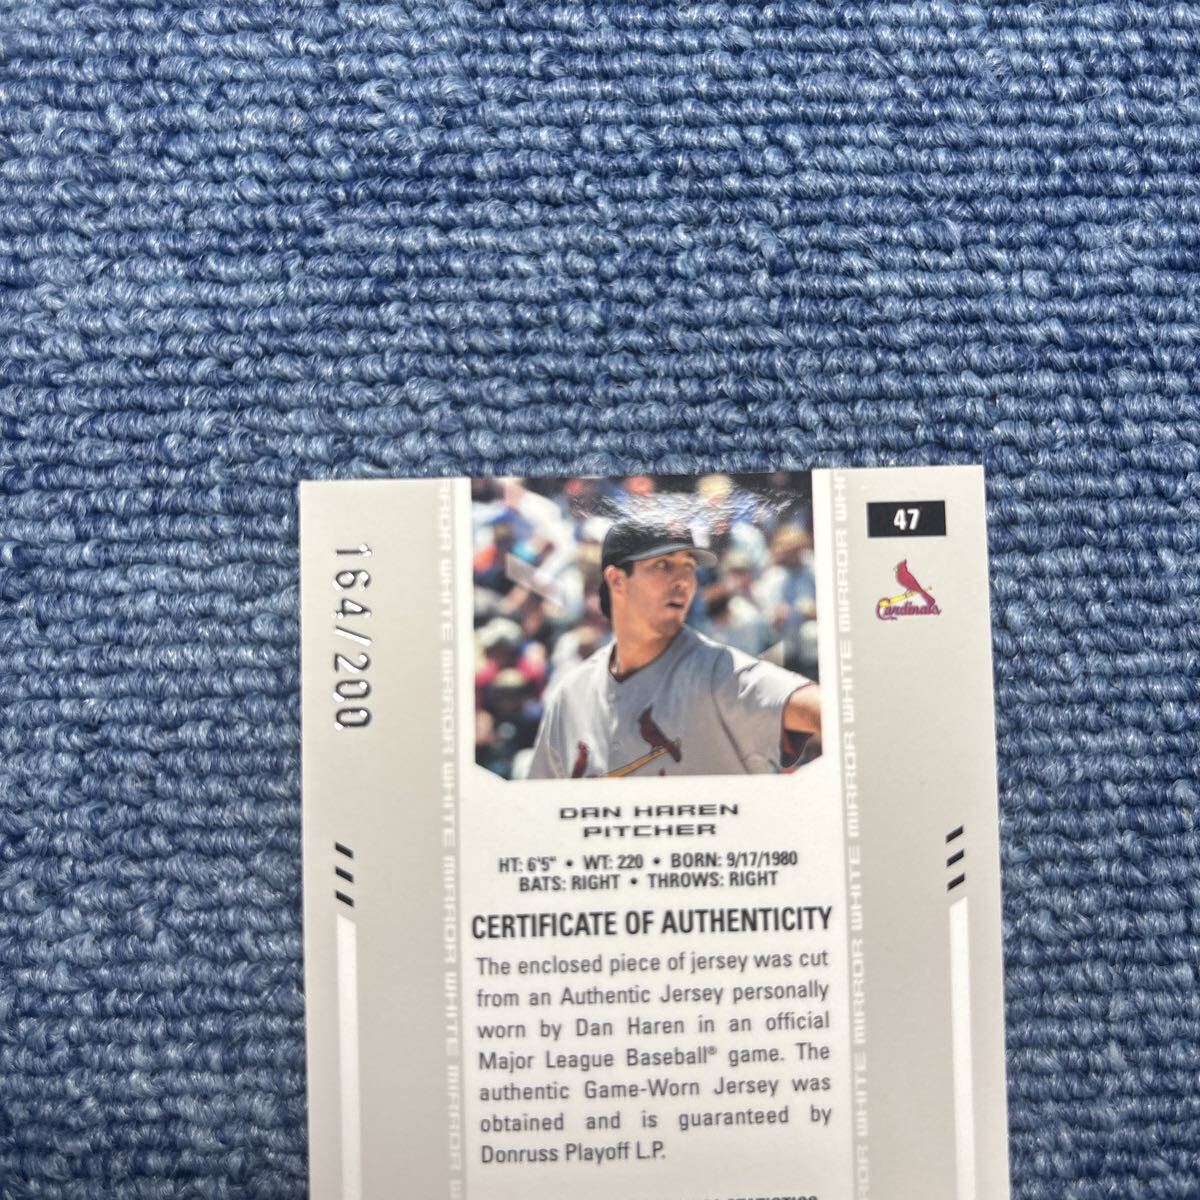 164/200
47
Cardinals
DAN HAREN
PITCHER
HT: 6'5" • WT: 220 • BORN: 9/17/1980
BATS: RIGHT • THROWS: RIGHT
CERTIFICATE OF AUTHENTICITY
The enclosed piece of jersey was cut
from an Authentic Jersey personally
worn by Dan Haren in an official
Major League Baseball® game. The
authentic Game-Worn Jersey was
obtained and is guaranteed by
Donruss Playoff L.P.
MIRROR WHITE MIRROR WHITE MIRROR WHITE
MIRROR WHITE MIRROR WHITE MIRROR WHITE